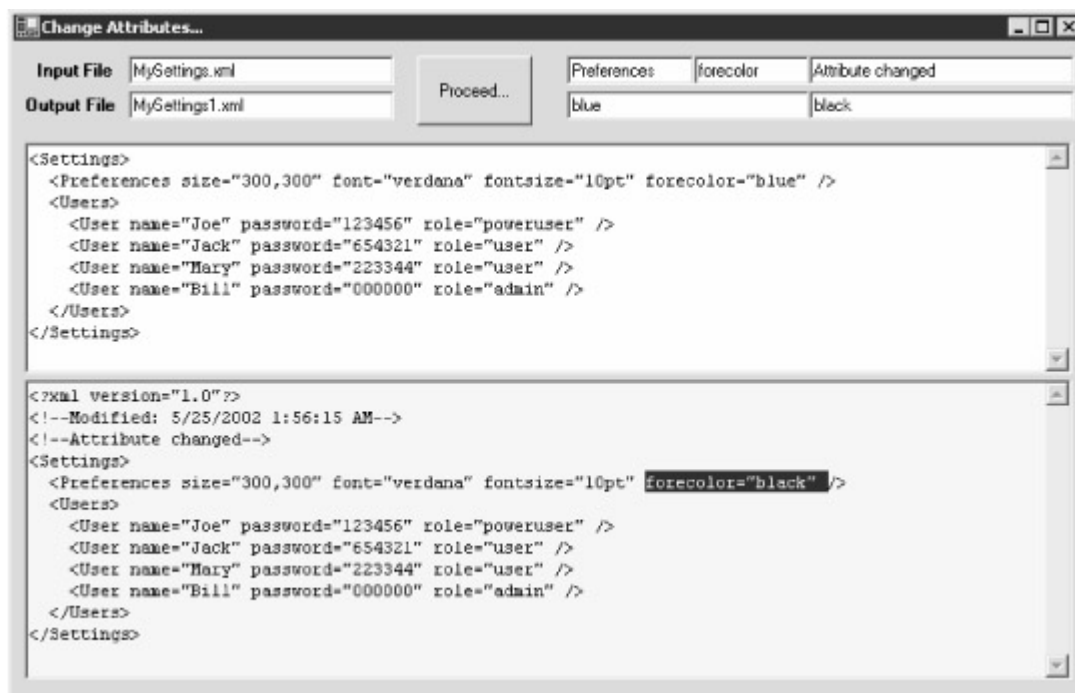 Change Attributes...
Input File MySettings.xml Proceed... Preferences forecolor Attribute changed
Output File MySettings1.xml blue black
<Settings>
  <Preferences size="300,300" font="verdana" fontsize="10pt" forecolor="blue" />
  <Users>
    <User name="Joe" password="123456" role="poweruser" />
    <User name="Jack" password="654321" role="user" />
    <User name="Mary" password="223344" role="user" />
    <User name="Bill" password="000000" role="admin" />
  </Users>
</Settings>
<?xml version="1.0"?>
<!--Modified: 5/25/2002 1:56:15 AM-->
<!--Attribute changed-->
<Settings>
  <Preferences size="300,300" font="verdana" fontsize="10pt" forecolor="black" />
  <Users>
    <User name="Joe" password="123456" role="poweruser" />
    <User name="Jack" password="654321" role="user" />
    <User name="Mary" password="223344" role="user" />
    <User name="Bill" password="000000" role="admin" />
  </Users>
</Settings>